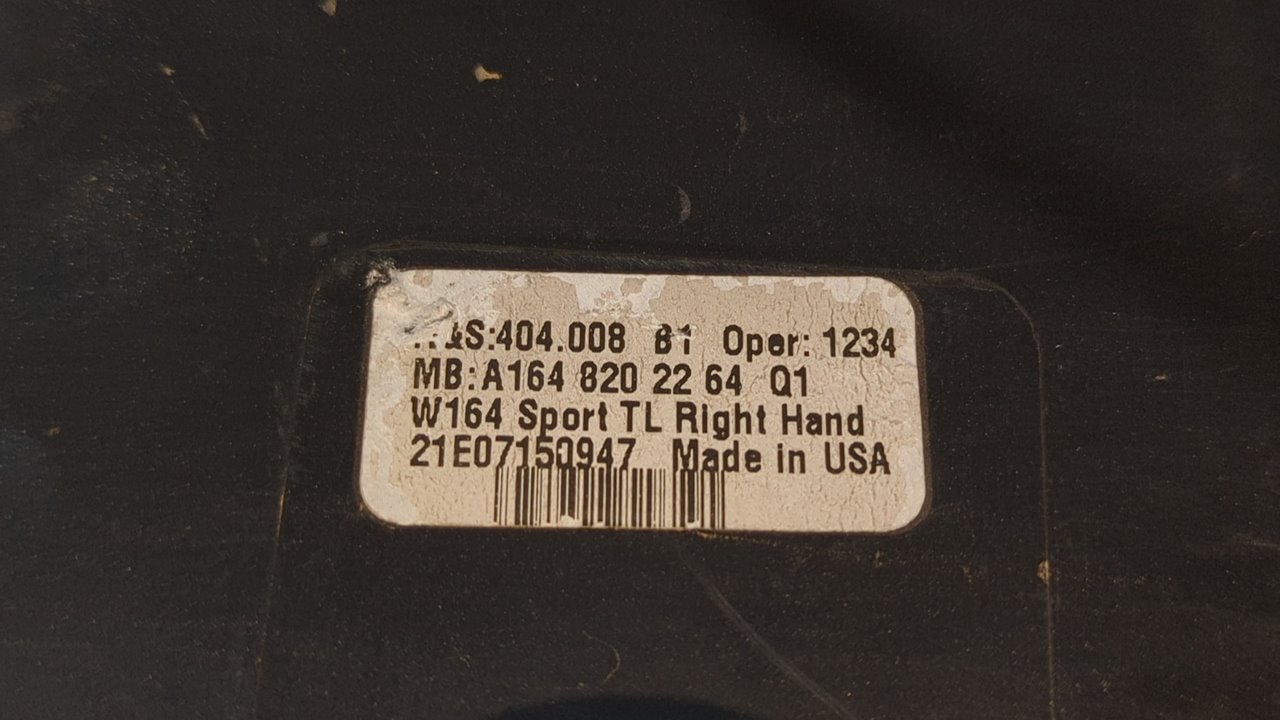 &S:404.008 B1 Oper: 1234
MB:A164 820 22 64 Q1
W164 Sport TL Right Hand
21E07150947 Made in USA